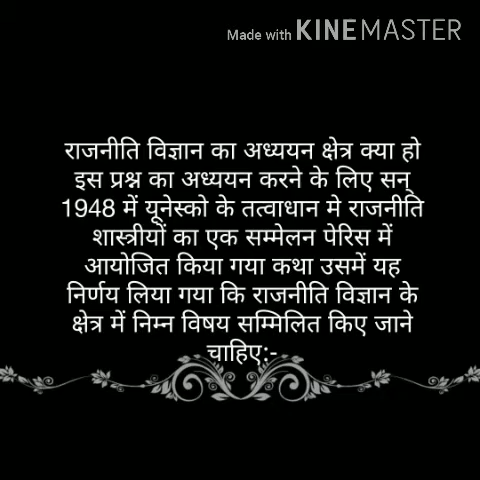 Made with KINEMASTER
राजनीति विज्ञान का अध्ययन क्षेत्र क्या हो
इस प्रश्न का अध्ययन करने के लिए सन्
1948 में यूनेस्को के तत्वाधान मे राजनीति
शास्त्रीयों का एक सम्मेलन पेरिस में
आयोजित किया गया कथा उसमें यह
निर्णय लिया गया कि राजनीति विज्ञान के
क्षेत्र में निम्न विषय सम्मिलित किए जाने
चाहिए:-